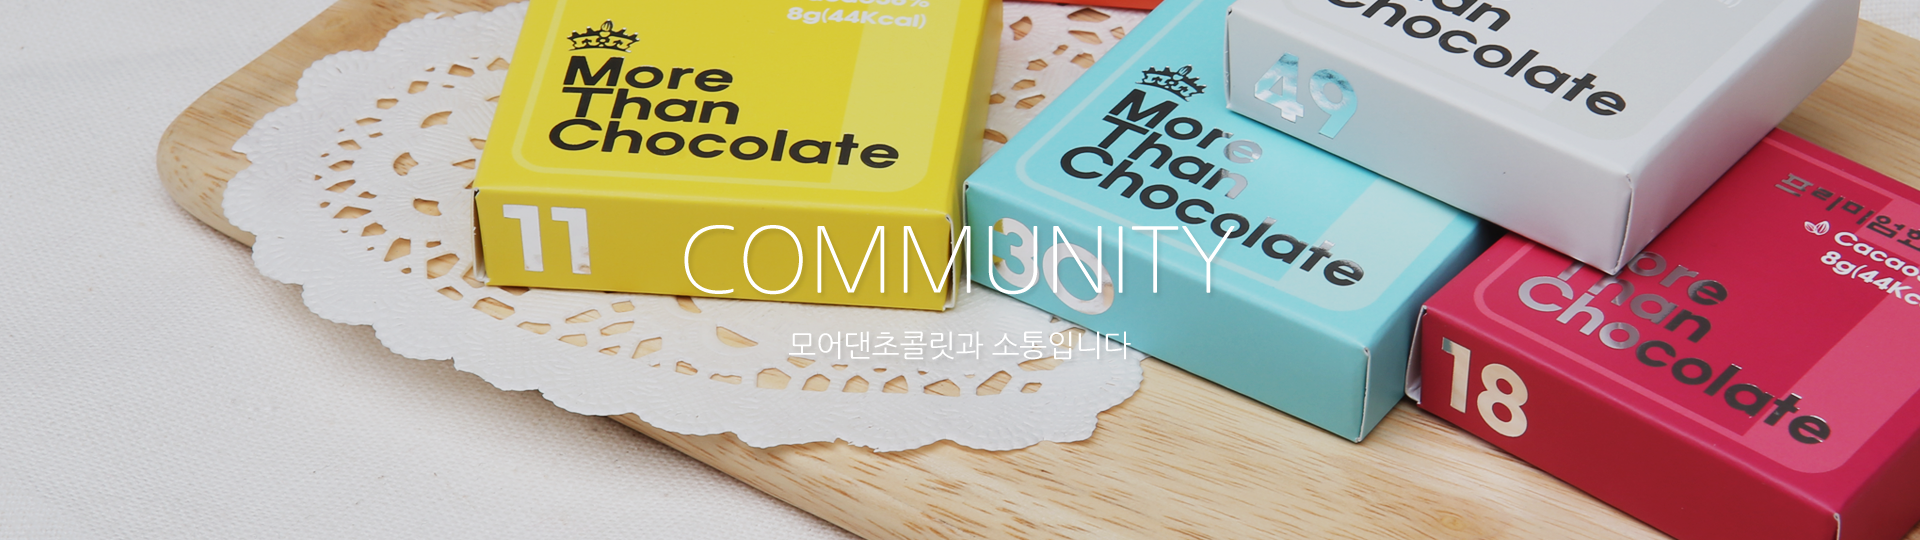 8g(44Kcal)
More
Than
Chocolate
11
More
Than
Chocolate
30
Chocolate
49
프리미엄
Cacao
8g(44Kc
More
Than
Chocolate
18
COMMUNITY
모어댄초콜릿과 소통입니다